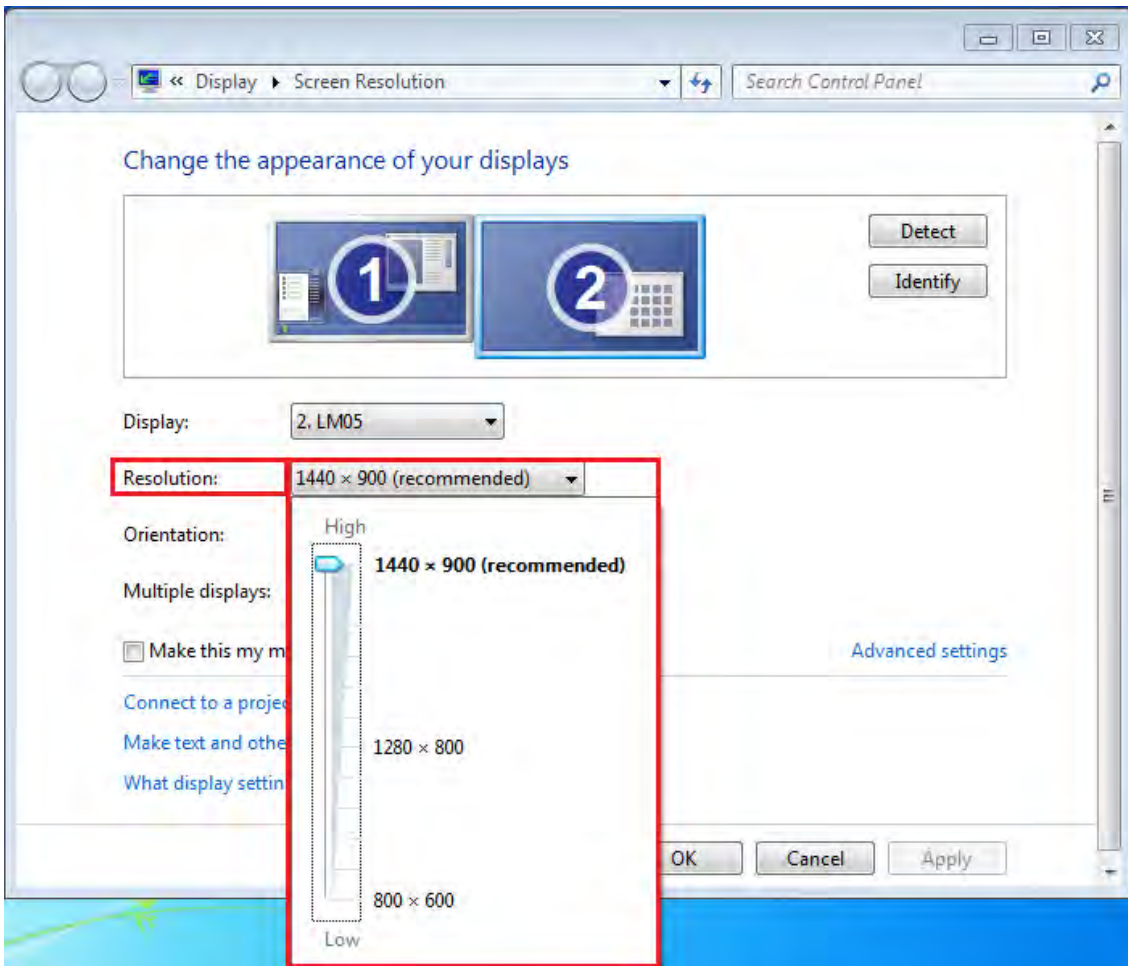 « Display ▸ Screen Resolution
Search Control Panel
Change the appearance of your displays
1
2
Detect
Identify
Display:
2. LM05
Resolution:
1440 × 900 (recommended)
Orientation:
High
1440 × 900 (recommended)
Multiple displays:
Make this my m
Advanced settings
Connect to a projec
Make text and othe
1280 × 800
What display settin
OK
Cancel
Apply
800 × 600
Low